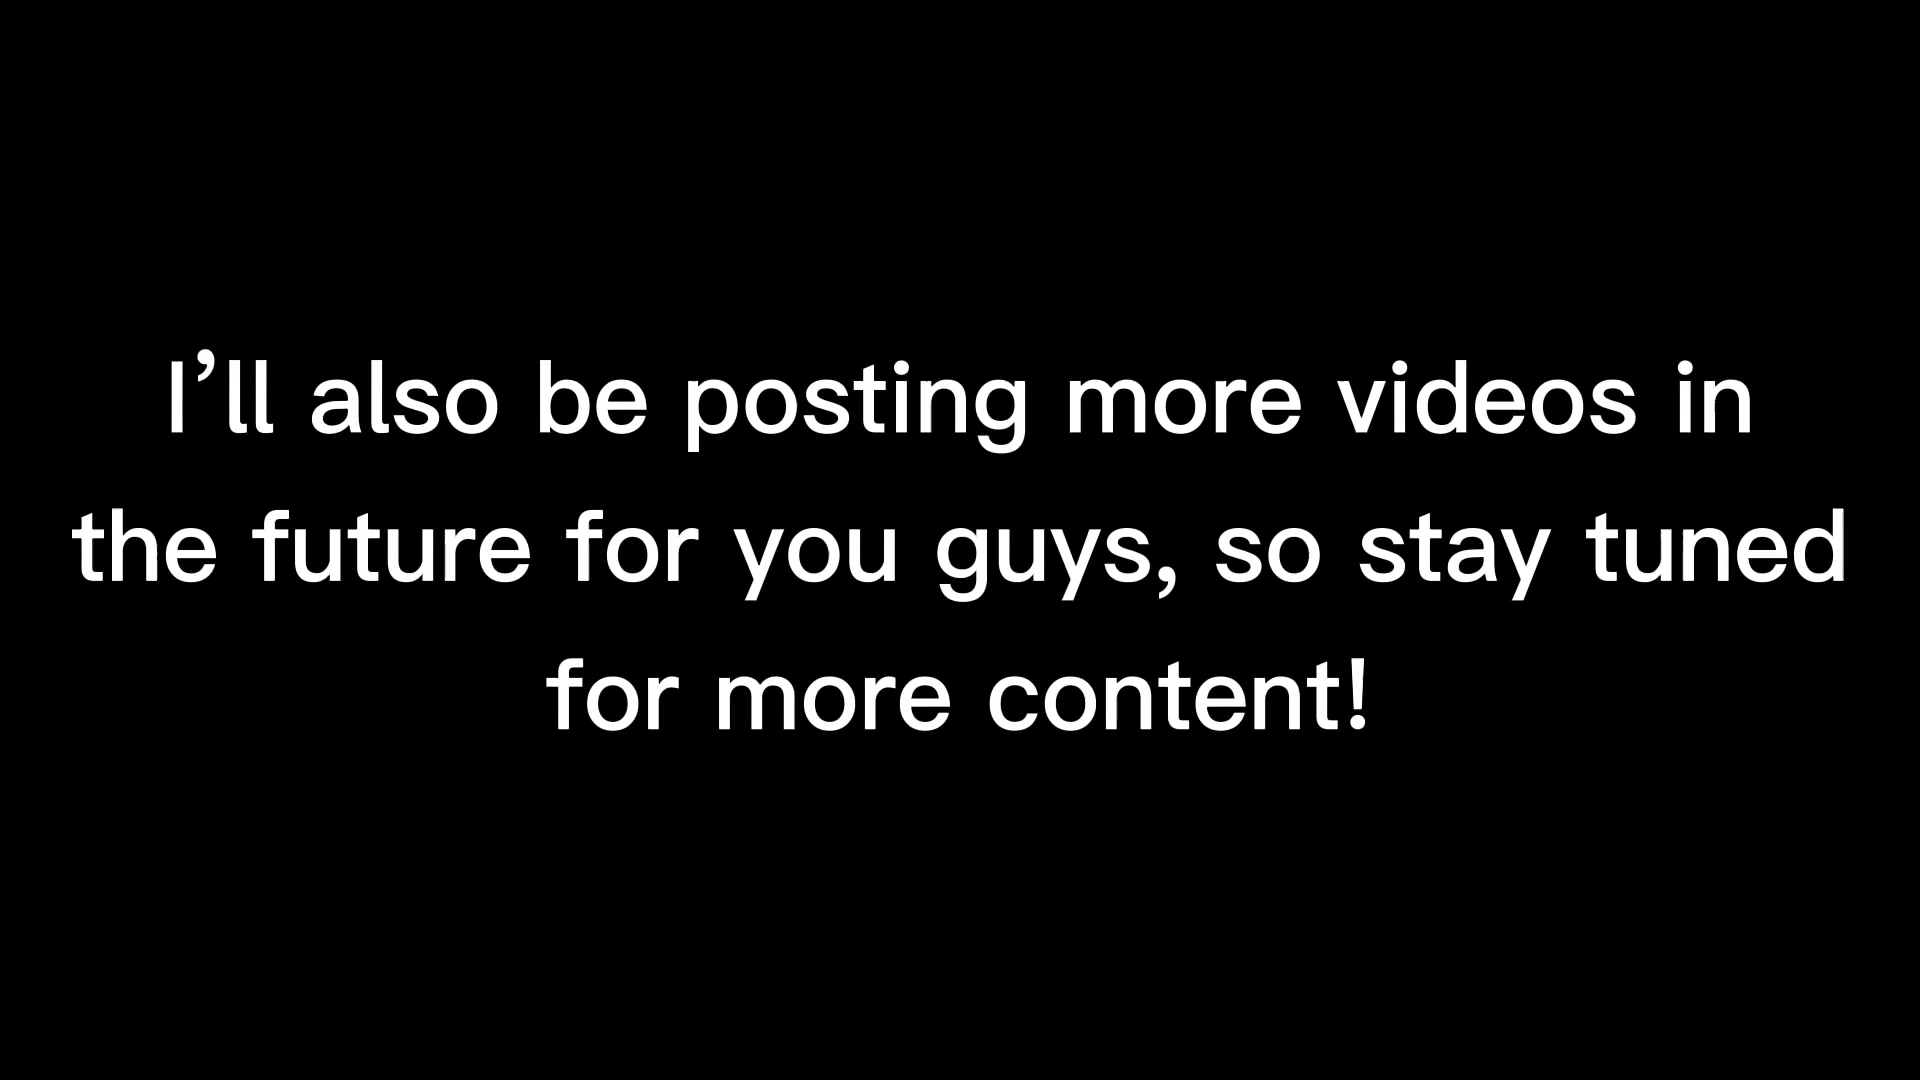 I’ll also be posting more videos in
the future for you guys, so stay tuned
for more content!